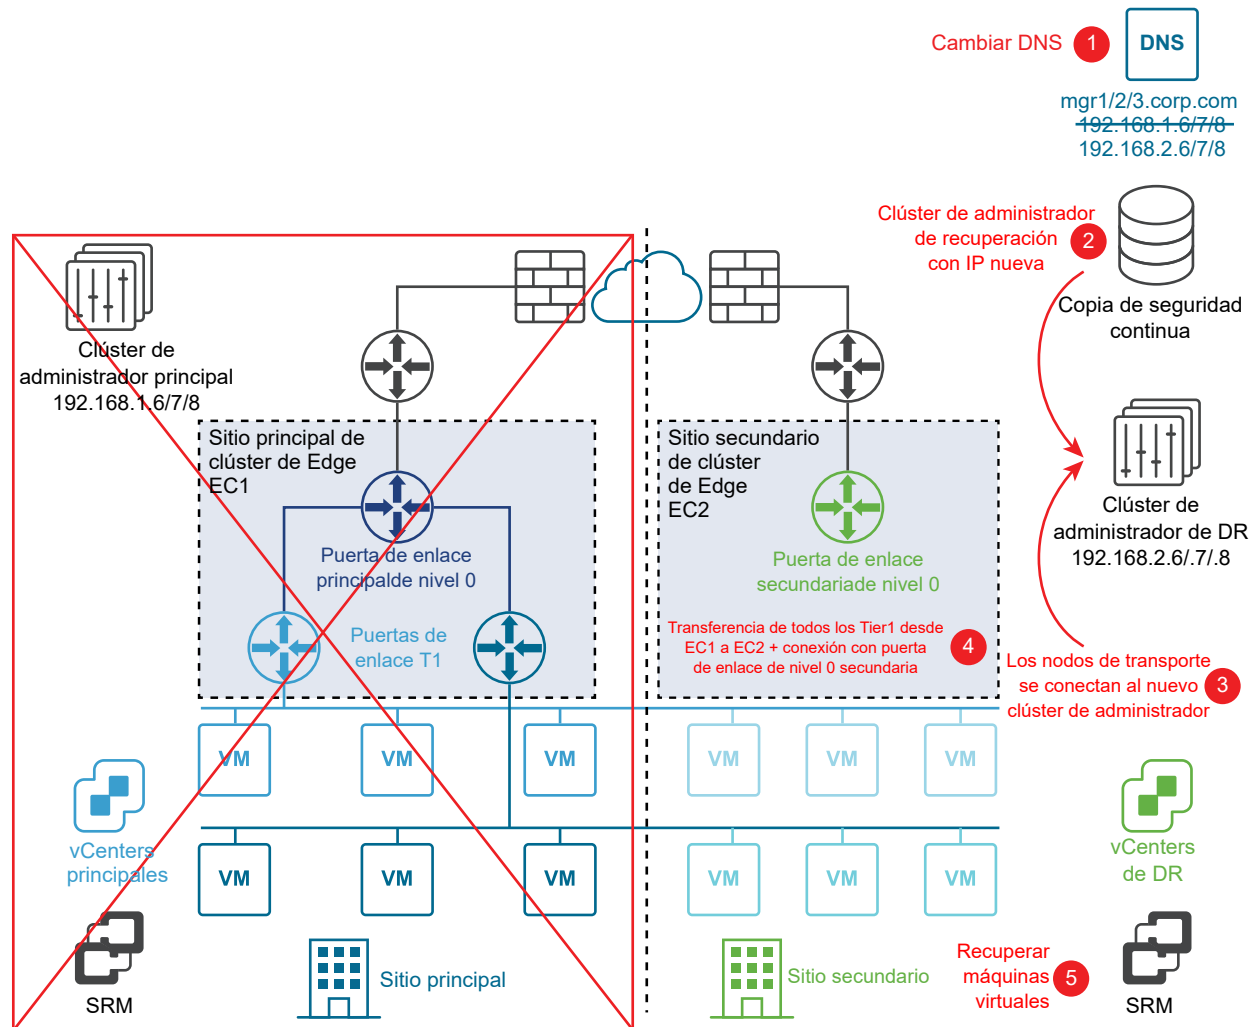 Cambiar DNS
1
DNS
mgr1/2/3.corp.com
192.168.1.6/7/8
192.168.2.6/7/8
Clúster de administrador
de recuperación
con IP nueva
2
Copia de seguridad
continua
Clúster de
administrador principal
192.168.1.6/7/8
Sitio principal de
clúster de Edge
EC1
Puerta de enlace
principalde nivel 0
Puertas de
enlace T1
Sitio secundario
de clúster
de Edge
EC2
Puerta de enlace
secundariade nivel 0
Transferencia de todos los Tier1 desde
EC1 a EC2 + conexión con puerta
de enlace de nivel 0 secundaria
4
Clúster de
administrador de DR
192.168.2.6/.7/.8
Los nodos de transporte
se conectan al nuevo
clúster de administrador
3
VM VM VM VM VM VM
vCenters
principales
VM VM VM VM VM VM
vCenters
de DR
SRM
Sitio principal
Sitio secundario
Recuperar
máquinas
virtuales
5
SRM